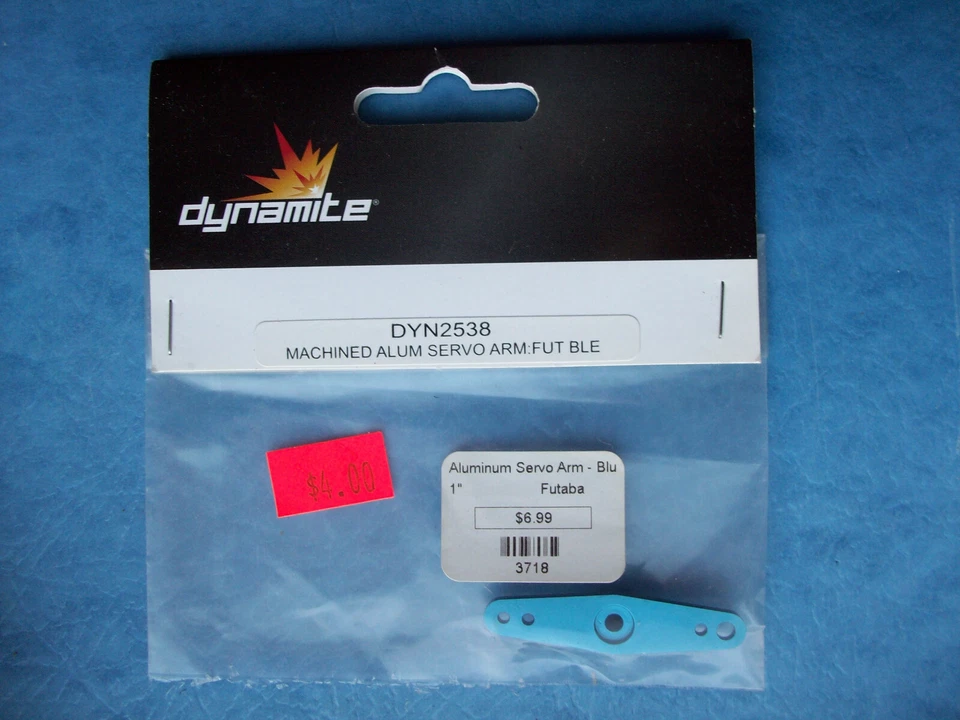 dynamite®
DYN2538
MACHINED ALUM SERVO ARM:FUT BLE
$4.00
Aluminum Servo Arm - Blu
1" Futaba
$6.99
3718